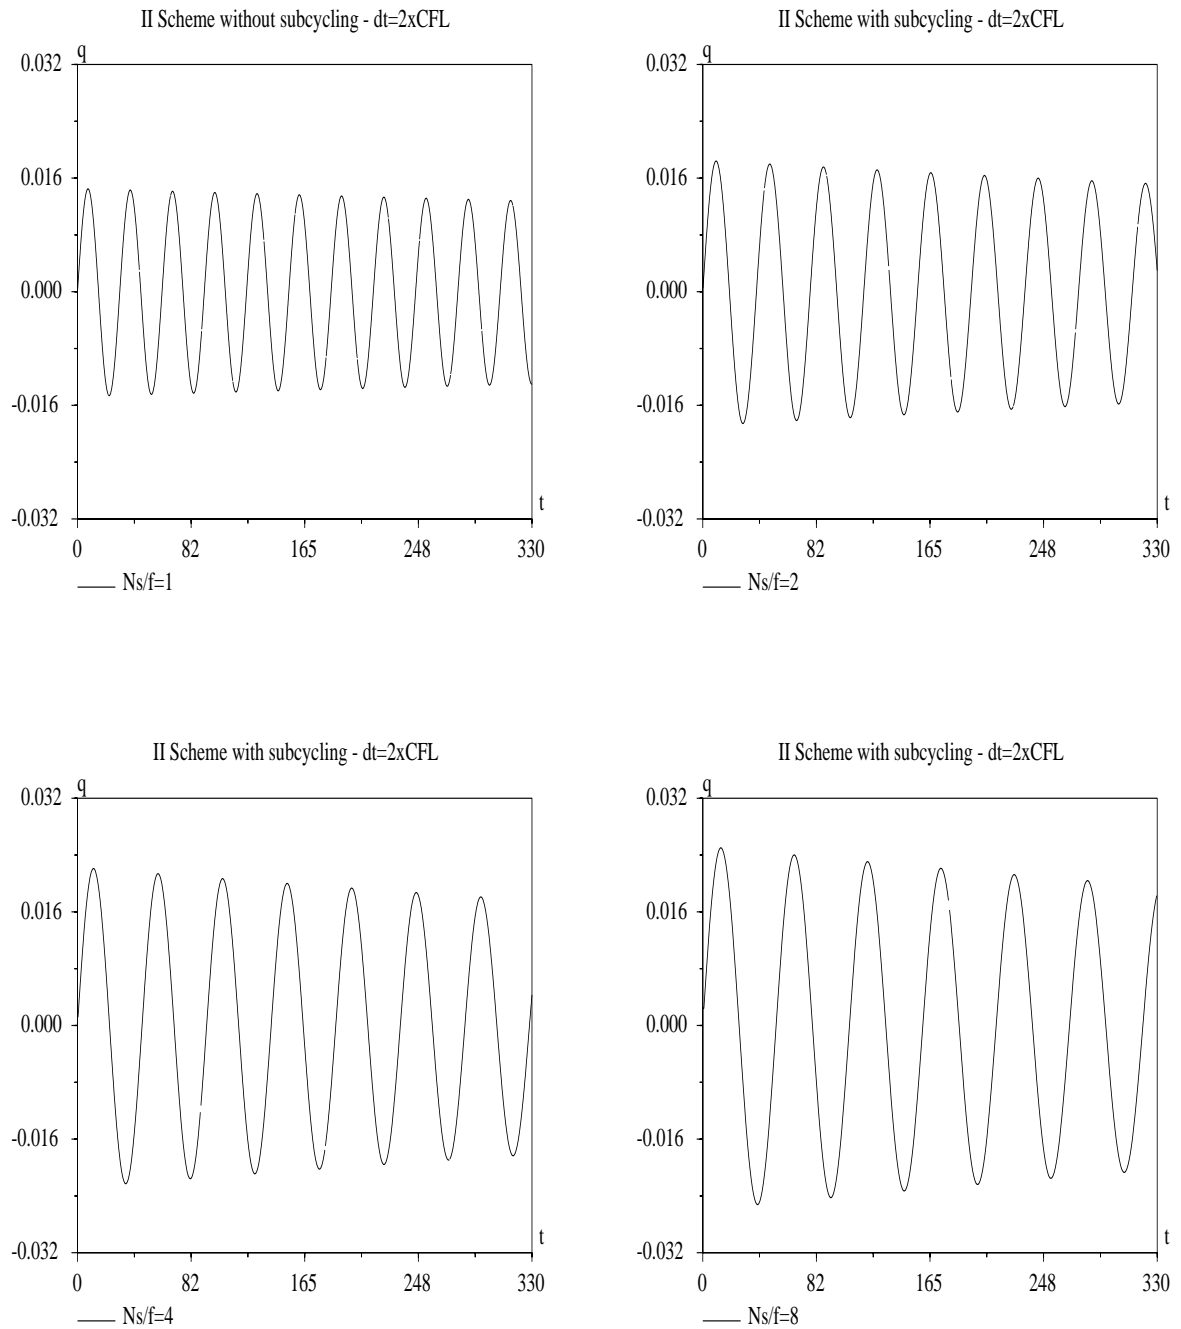 II Scheme without subcycling - dt=2xCFL
q
0.032
0.016
0.000
-0.016
-0.032
t
0 82 165 248 330
Ns/f=1
II Scheme with subcycling - dt=2xCFL
q
0.032
0.016
0.000
-0.016
-0.032
t
0 82 165 248 330
Ns/f=2
II Scheme with subcycling - dt=2xCFL
q
0.032
0.016
0.000
-0.016
-0.032
t
0 82 165 248 330
Ns/f=4
II Scheme with subcycling - dt=2xCFL
q
0.032
0.016
0.000
-0.016
-0.032
t
0 82 165 248 330
Ns/f=8